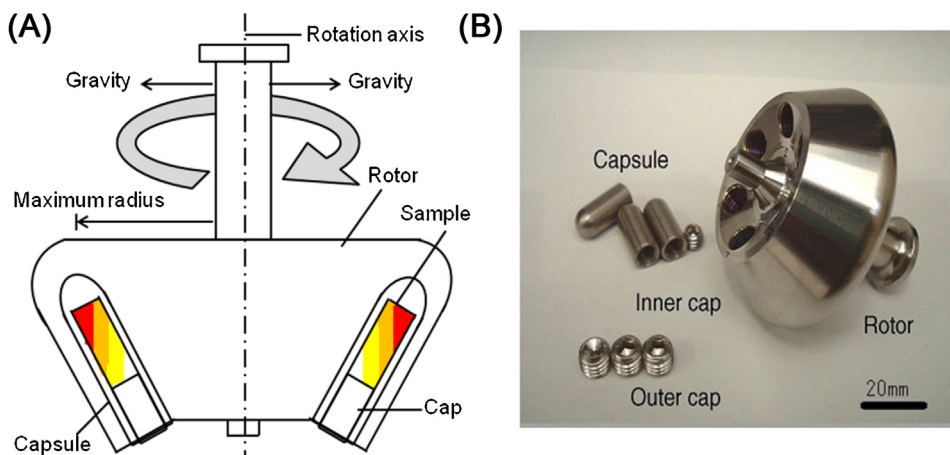 (A)
Rotation axis
Gravity
Gravity
Maximum radius
Rotor
Sample
Capsule
Cap
(B)
Capsule
Inner cap
Rotor
Outer cap
20mm